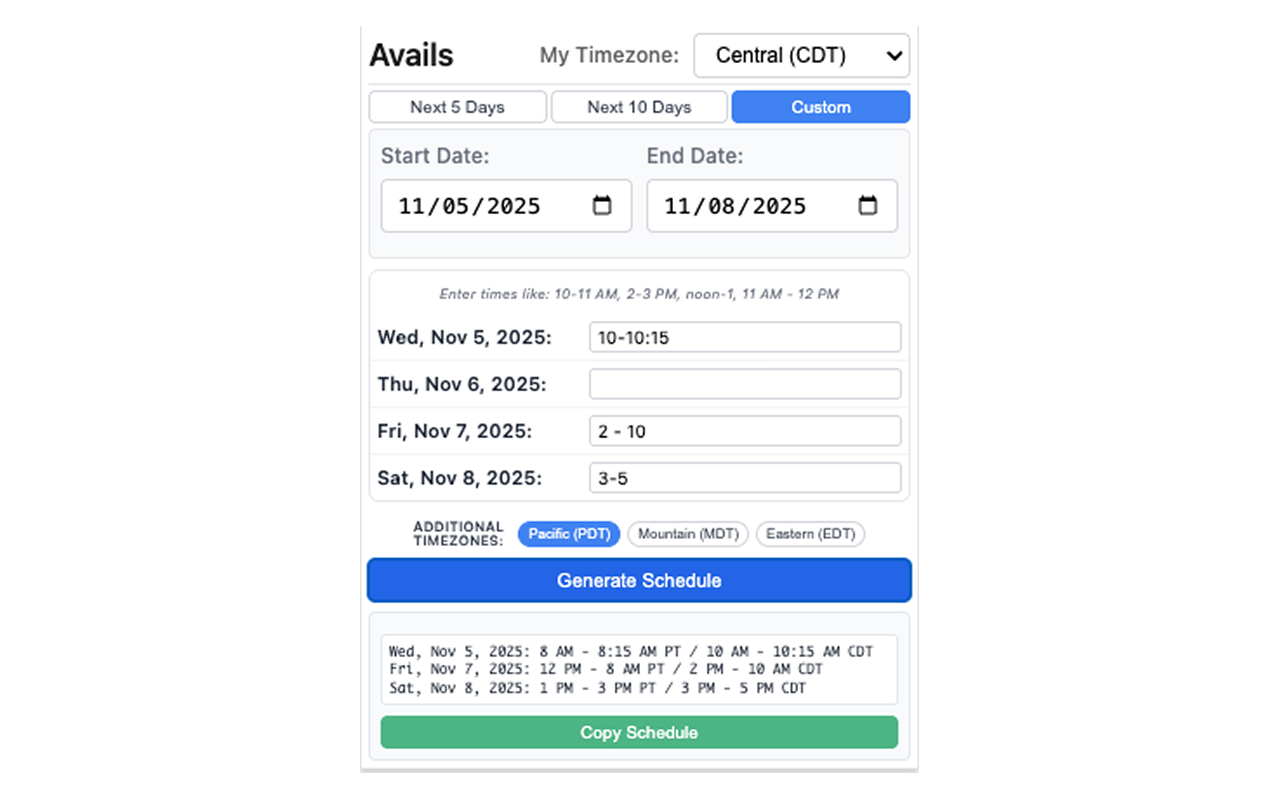 Avails My Timezone: Central (CDT)
Next 5 Days Next 10 Days Custom
Start Date: End Date:
11/05/2025 11/08/2025
Enter times like: 10-11 AM, 2-3 PM, noon-1, 11 AM - 12 PM
Wed, Nov 5, 2025: 10-10:15
Thu, Nov 6, 2025:
Fri, Nov 7, 2025: 2 - 10
Sat, Nov 8, 2025: 3-5
ADDITIONAL
TIMEZONES: Pacific (PDT) Mountain (MDT) Eastern (EDT)
Generate Schedule
Wed, Nov 5, 2025: 8 AM - 8:15 AM PT / 10 AM - 10:15 AM CDT
Fri, Nov 7, 2025: 12 PM - 8 AM PT / 2 PM - 10 AM CDT
Sat, Nov 8, 2025: 1 PM - 3 PM PT / 3 PM - 5 PM CDT
Copy Schedule